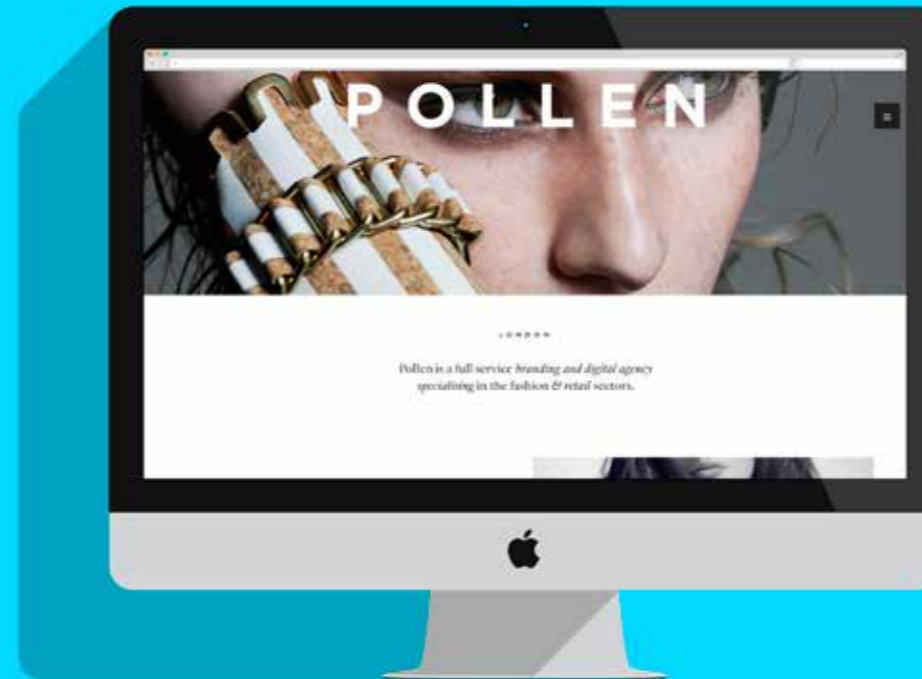 POLLEN
LONDON
Pollen is a full service branding and digital agency
specialising in the fashion & retail sectors.